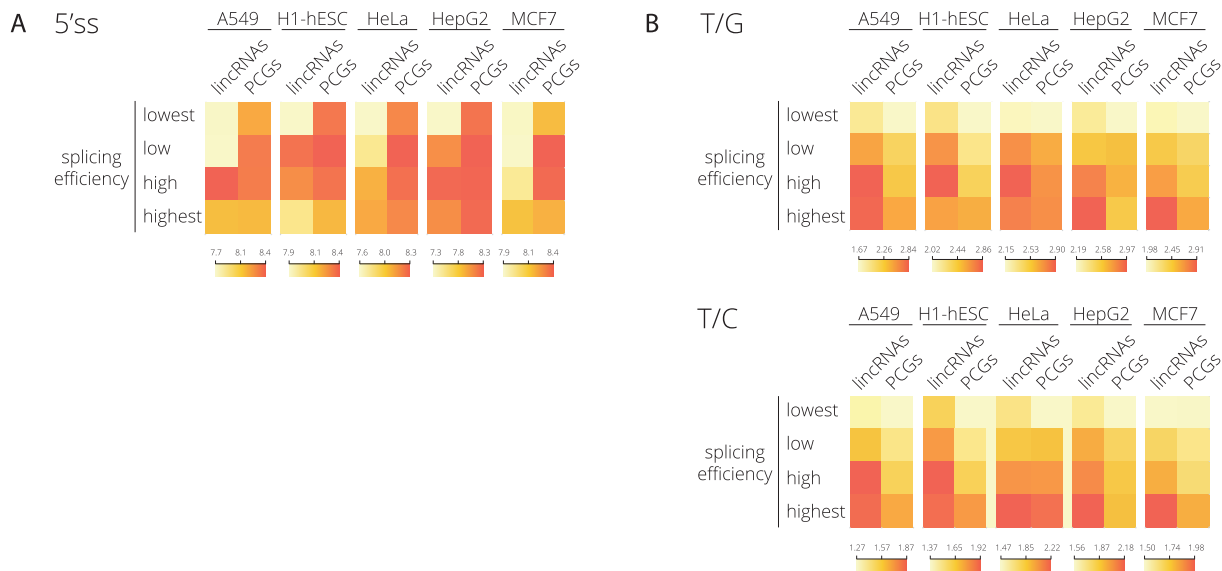 A 5’ss
A549 H1-hESC HeLa HepG2 MCF7
lincRNAs PCGs lincRNAs PCGs lincRNAs PCGs lincRNAs PCGs lincRNAs PCGs
splicing efficiency
lowest
low
high
highest
7.7 8.1 8.4 7.9 8.1 8.4 7.6 8.0 8.3 7.3 7.8 8.3 7.9 8.1 8.4
B T/G
A549 H1-hESC HeLa HepG2 MCF7
lincRNAs PCGs lincRNAs PCGs lincRNAs PCGs lincRNAs PCGs lincRNAs PCGs
splicing efficiency
lowest
low
high
highest
1.67 2.26 2.84 2.02 2.44 2.86 2.15 2.53 2.90 2.19 2.58 2.97 1.98 2.45 2.91
T/C
A549 H1-hESC HeLa HepG2 MCF7
lincRNAs PCGs lincRNAs PCGs lincRNAs PCGs lincRNAs PCGs lincRNAs PCGs
splicing efficiency
lowest
low
high
highest
1.27 1.57 1.87 1.37 1.65 1.92 1.47 1.85 2.22 1.56 1.87 2.18 1.50 1.74 1.98